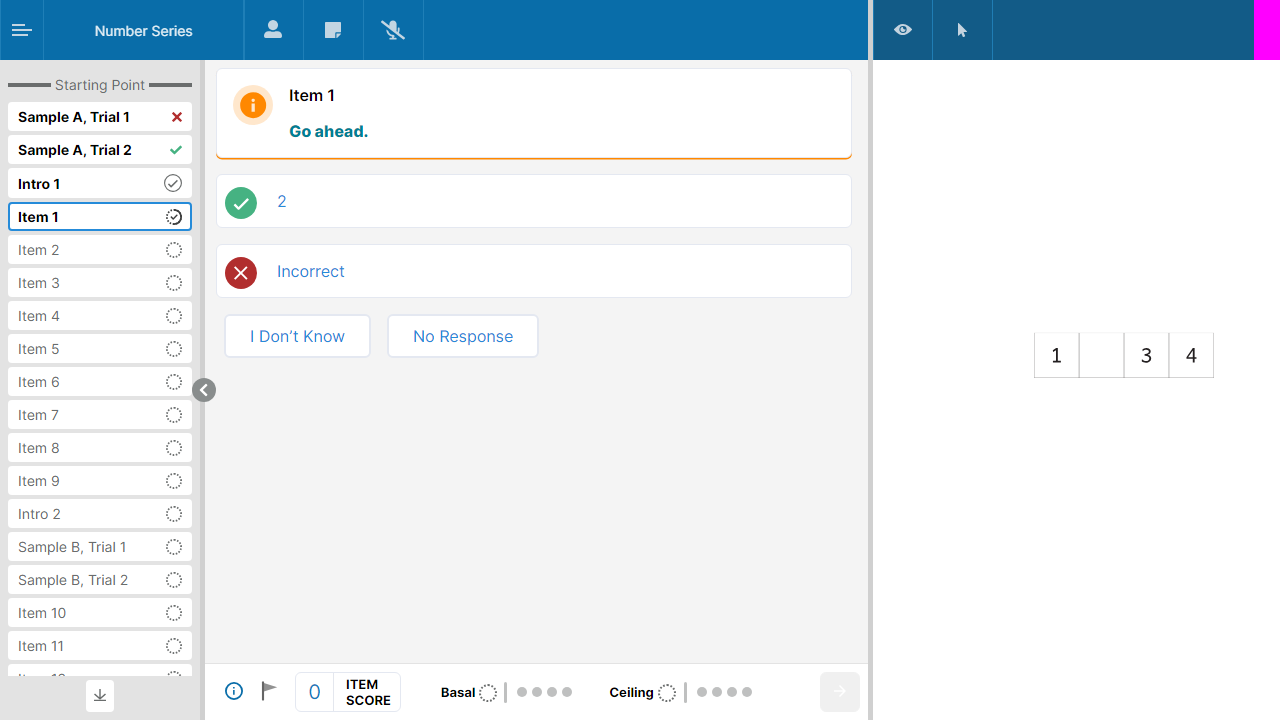 Number Series
Starting Point
Sample A, Trial 1
Sample A, Trial 2
Intro 1
Item 1
Item 2
Item 3
Item 4
Item 5
Item 6
Item 7
Item 8
Item 9
Intro 2
Sample B, Trial 1
Sample B, Trial 2
Item 10
Item 11
Item 1
Go ahead.
2
Incorrect
I Don’t Know
No Response
0 ITEM
SCORE
Basal
Ceiling
1 3 4